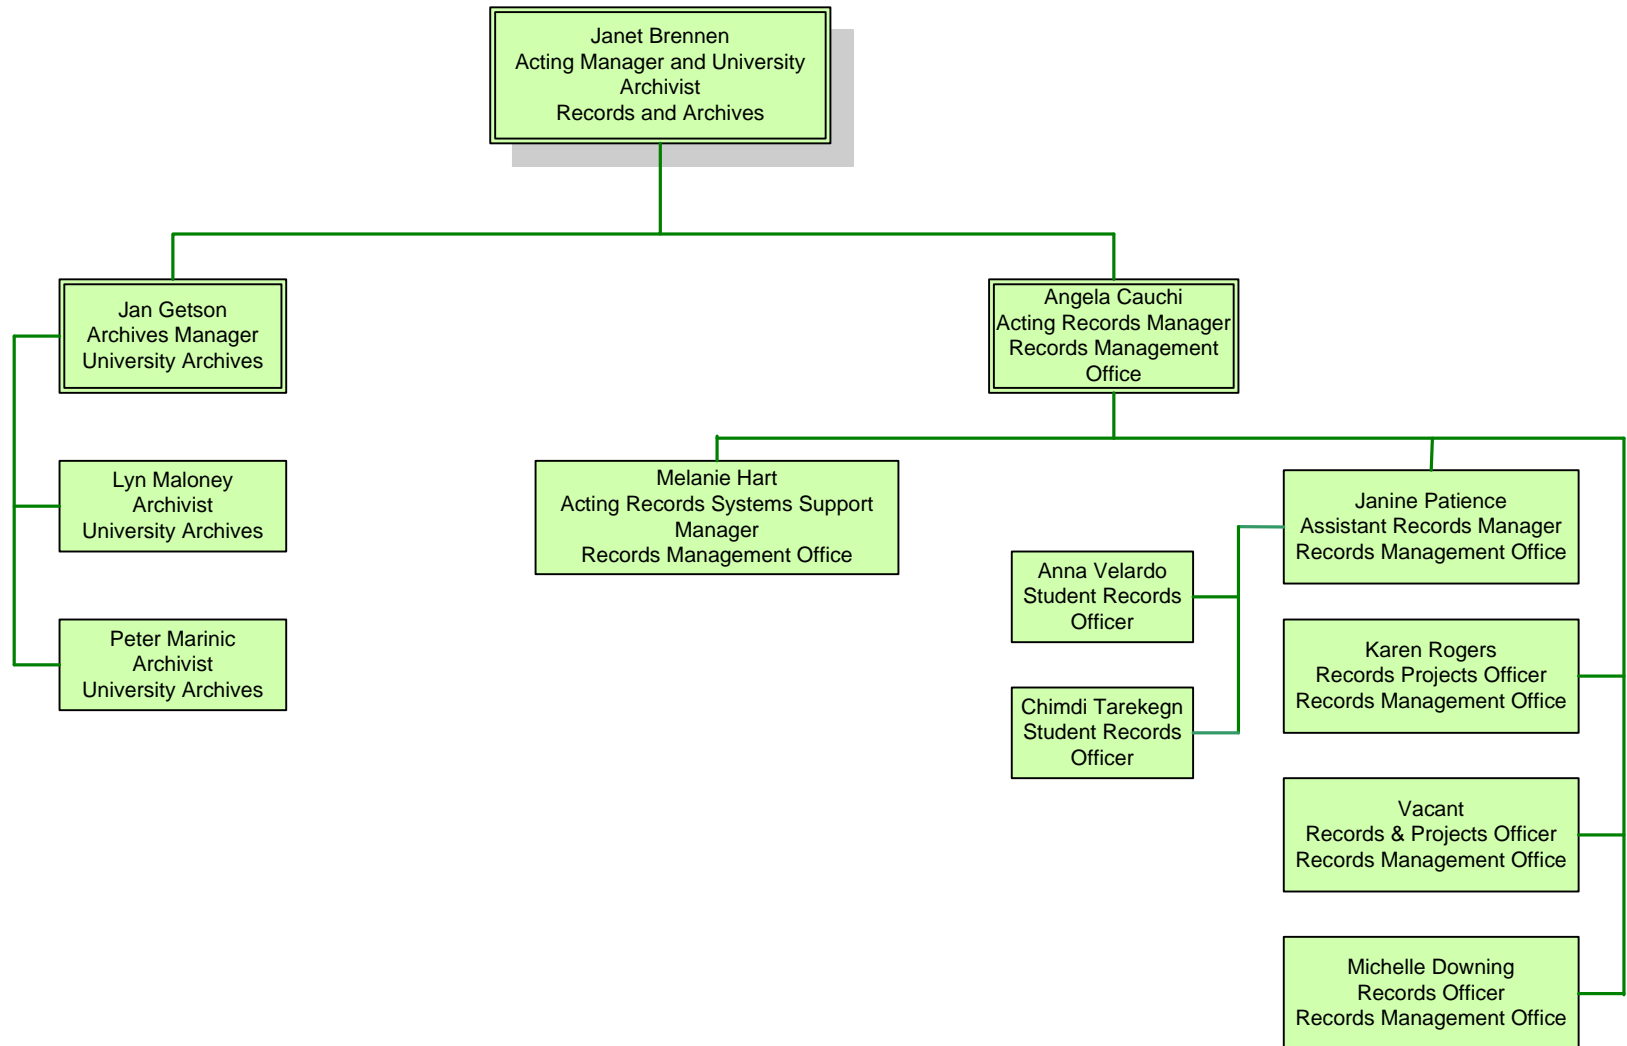 Janet Brennen
Acting Manager and University
Archivist
Records and Archives
Jan Getson
Archives Manager
University Archives
Angela Cauchi
Acting Records Manager
Records Management
Office
Lyn Maloney
Archivist
University Archives
Peter Marinic
Archivist
University Archives
Melanie Hart
Acting Records Systems Support
Manager
Records Management Office
Janine Patience
Assistant Records Manager
Records Management Office
Anna Velardo
Student Records
Officer
Chimdi Tarekegn
Student Records
Officer
Karen Rogers
Records Projects Officer
Records Management Office
Vacant
Records & Projects Officer
Records Management Office
Michelle Downing
Records Officer
Records Management Office